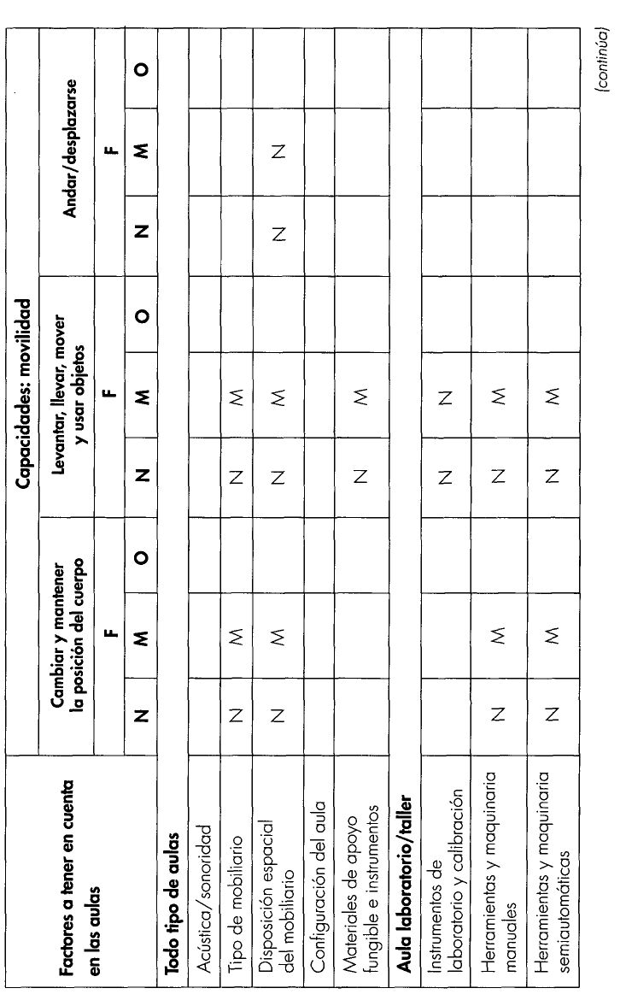 Capacidades: movilidad
Factores a tener en cuenta
en las aulas
Cambiar y mantener
la posición del cuerpo
Levantar, llevar, mover
y usar objetos
Andar/desplazarse
F F F
N M O N M O N M O
Todo tipo de aulas
Acústica/sonoridad
Tipo de mobiliario N M N M
Disposición espacial
del mobiliario N M N M N N
Configuración del aula
Materiales de apoyo
fungible e instrumentos N M
Aula laboratorio/taller
Instrumentos de
laboratorio y calibración N N
Herramientas y maquinaria
manuales N M N M
Herramientas y maquinaria
semiautomáticas N M N M
(continúa)